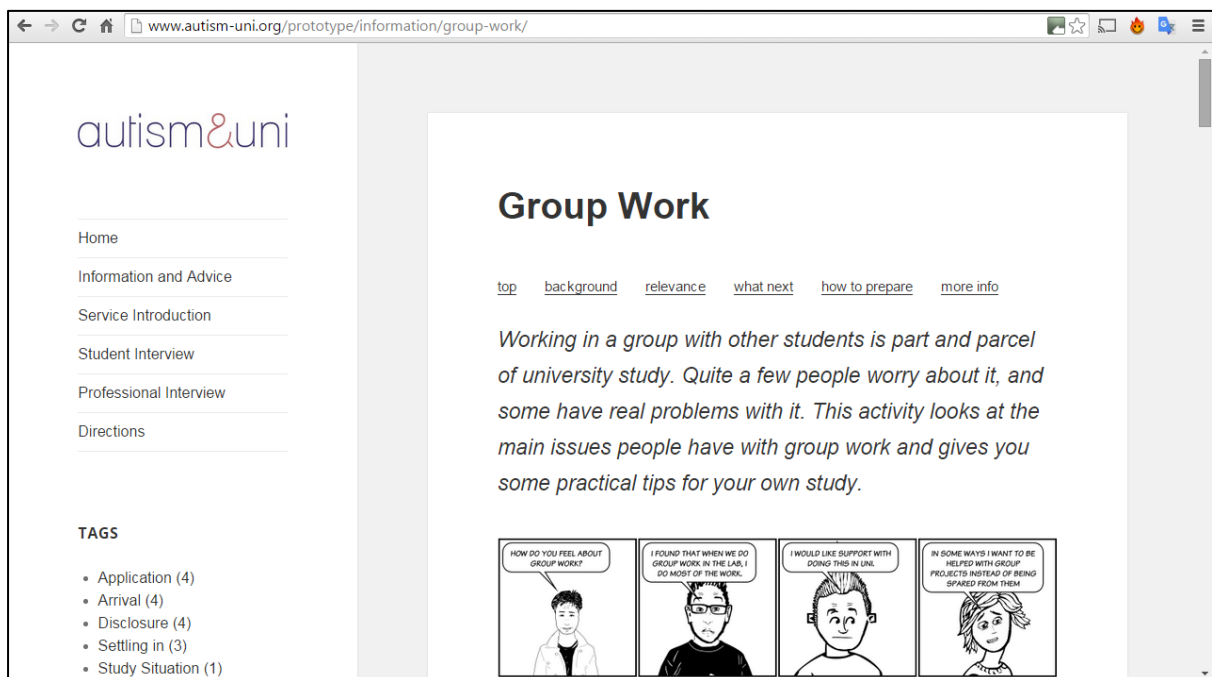 www.autism-uni.org/prototype/information/group-work/
autism&uni
Home
Information and Advice
Service Introduction
Student Interview
Professional Interview
Directions
TAGS
Application (4)
Arrival (4)
Disclosure (4)
Settling in (3)
Study Situation (1)
Group Work
top background relevance what next how to prepare more info
Working in a group with other students is part and parcel
of university study. Quite a few people worry about it, and
some have real problems with it. This activity looks at the
main issues people have with group work and gives you
some practical tips for your own study.
HOW DO YOU FEEL ABOUT
GROUP WORK?
I FOUND THAT WHEN WE DO
GROUP WORK IN THE LAB, I
DO MOST OF THE WORK.
I WOULD LIKE SUPPORT WITH
DOING THIS IN UNI.
IN SOME WAYS I WANT TO BE
HELPED WITH GROUP
PROJECTS INSTEAD OF BEING
SPARED FROM THEM